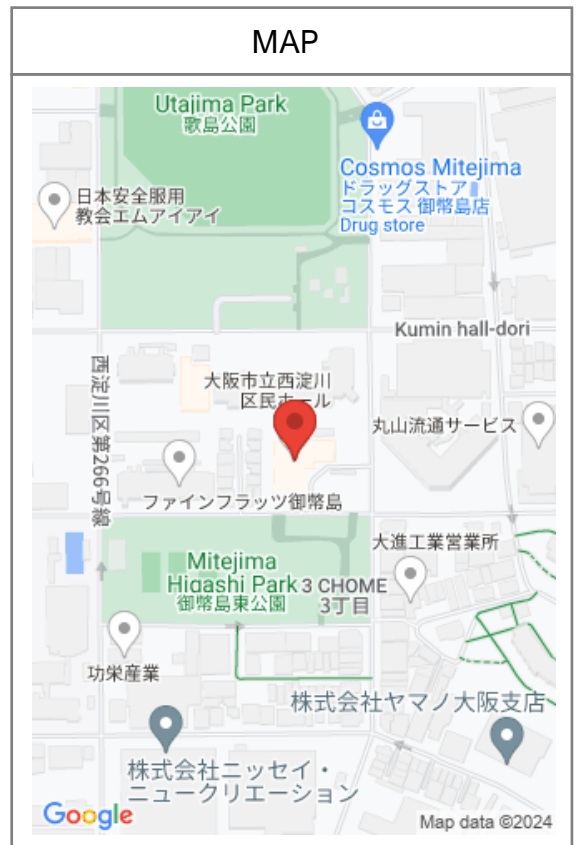 MAP
Utajima Park
歌島公園
Cosmos Mitejima
ドラッグストア
コスモス 御幣島店
Drug store
日本安全服用
教会エムアイアイ
Kumin hall-dori
西淀川区第266号線
大阪市立西淀川
区民ホール
丸山流通サービス
ファインフラッツ御幣島
大進工業営業所
Mitejima
Higashi Park
御幣島東公園
3 CHOME
3丁目
功栄産業
株式会社ヤマノ大阪支店
株式会社ニッセイ・
ニュークリエーション
Google
Map data ©2024